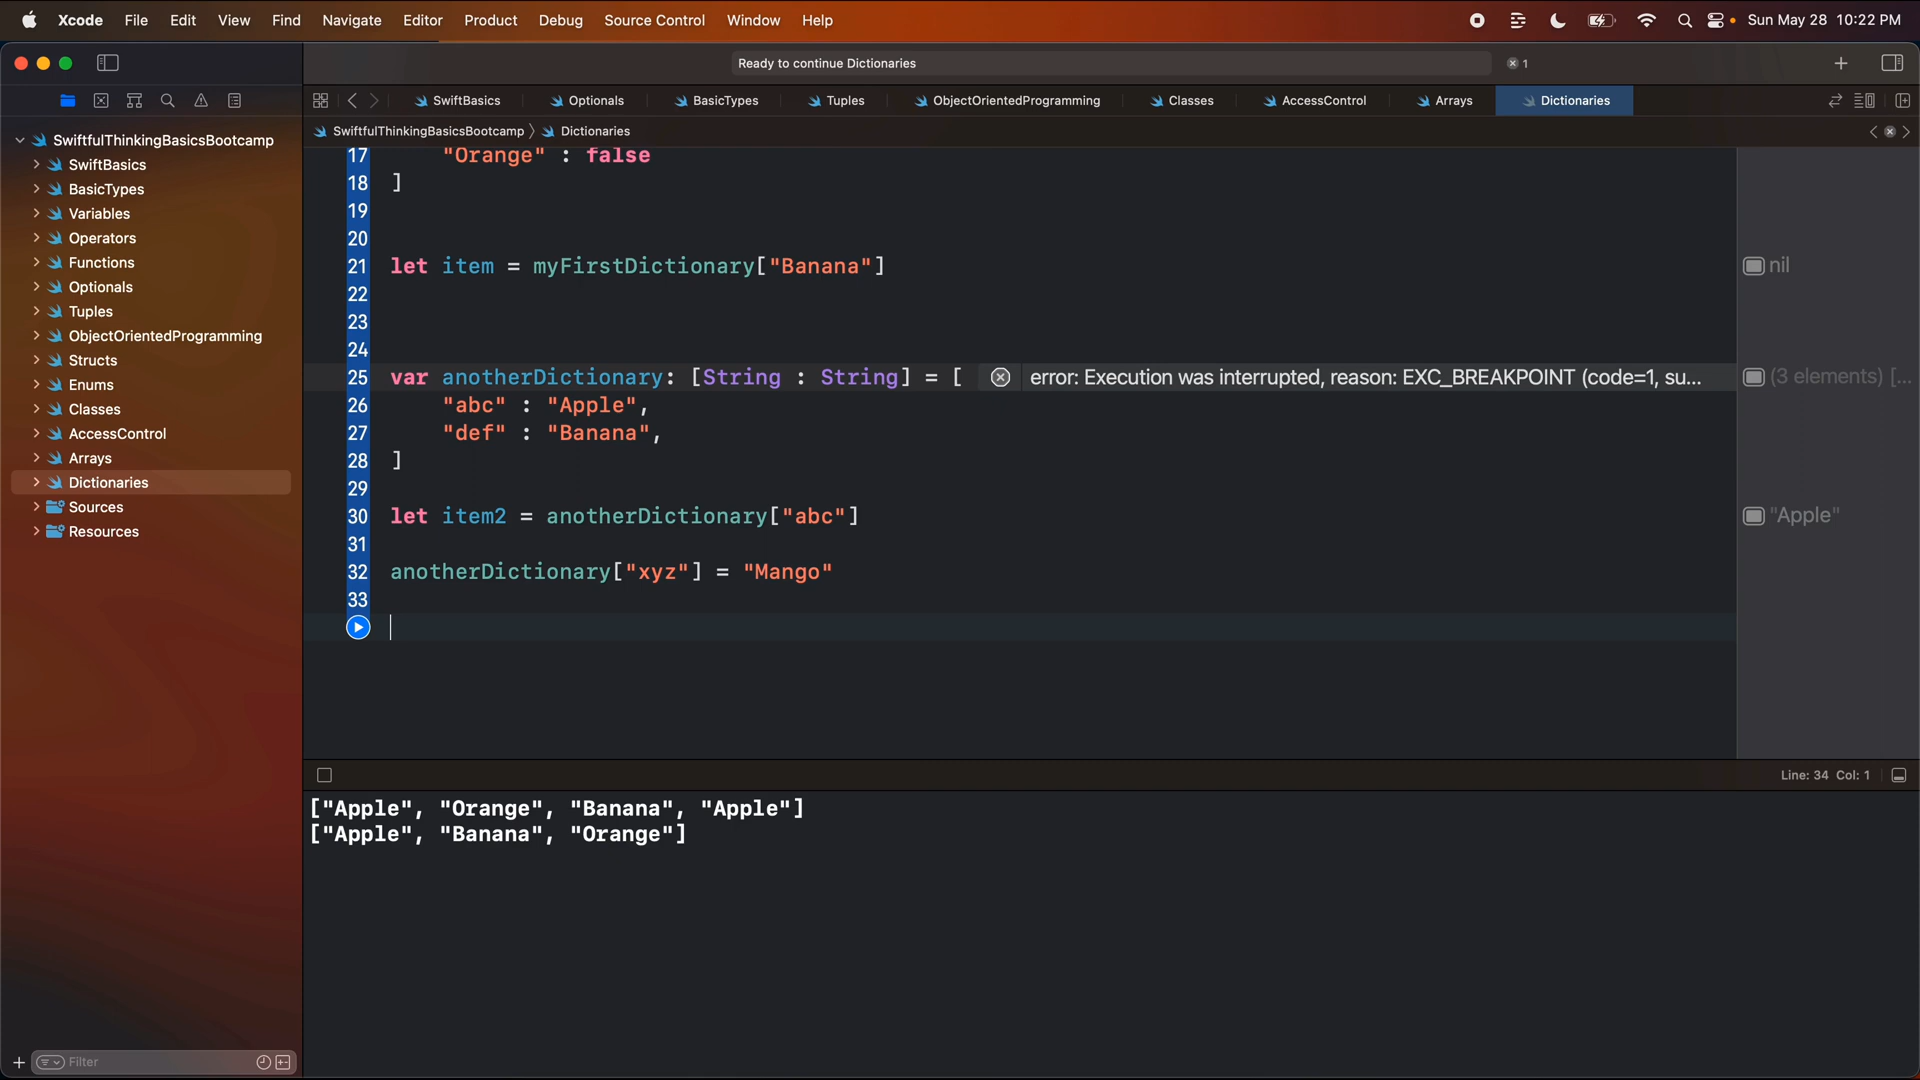 Xcode File Edit View Find Navigate Editor Product Debug Source Control Window Help Sun May 28 10:22 PM
Ready to continue Dictionaries 1
SwiftBasics Optionals BasicTypes Tuples ObjectOrientedProgramming Classes AccessControl Arrays Dictionaries
SwiftfulThinkingBasicsBootcamp Dictionaries
SwiftfulThinkingBasicsBootcamp
SwiftBasics
BasicTypes
Variables
Operators
Functions
Optionals
Tuples
ObjectOrientedProgramming
Structs
Enums
Classes
AccessControl
Arrays
Dictionaries
Sources
Resources
Filter
17 "Orange" : false
18 ]
19
20
21 let item = myFirstDictionary["Banana"] nil
22
23
24
25 var anotherDictionary: [String : String] = [ error: Execution was interrupted, reason: EXC_BREAKPOINT (code=1, su... (3 elements) [...
26 "abc" : "Apple",
27 "def" : "Banana",
28 ]
29
30 let item2 = anotherDictionary["abc"] "Apple"
31
32 anotherDictionary["xyz"] = "Mango"
33
Line: 34 Col: 1
["Apple", "Orange", "Banana", "Apple"]
["Apple", "Banana", "Orange"]